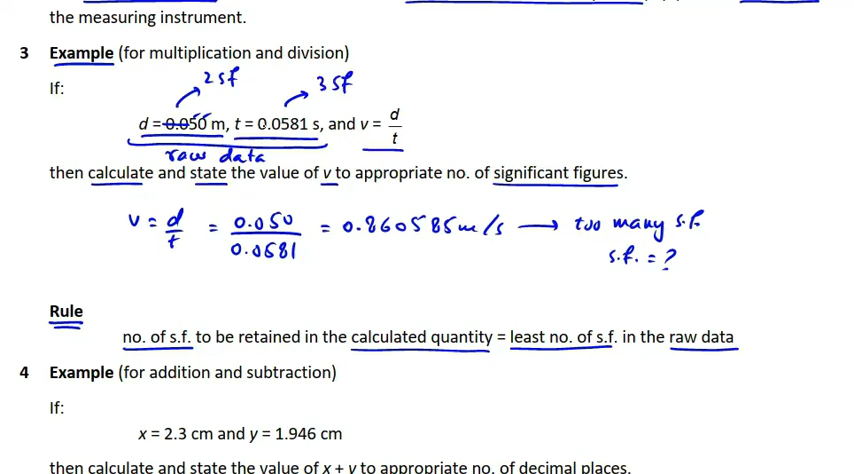 the measuring instrument.
3 Example (for multiplication and division)
2 sf 3 sf
If:
d = 0.050 m, t = 0.0581 s, and v = d/t
raw data
then calculate and state the value of v to appropriate no. of significant figures.
v = d/t = 0.050/0.0581 = 0.860585 m/s → too many s.f.
s.f. = ?
Rule
no. of s.f. to be retained in the calculated quantity = least no. of s.f. in the raw data
4 Example (for addition and subtraction)
If:
x = 2.3 cm and y = 1.946 cm
then calculate and state the value of x + y to appropriate no. of decimal places.